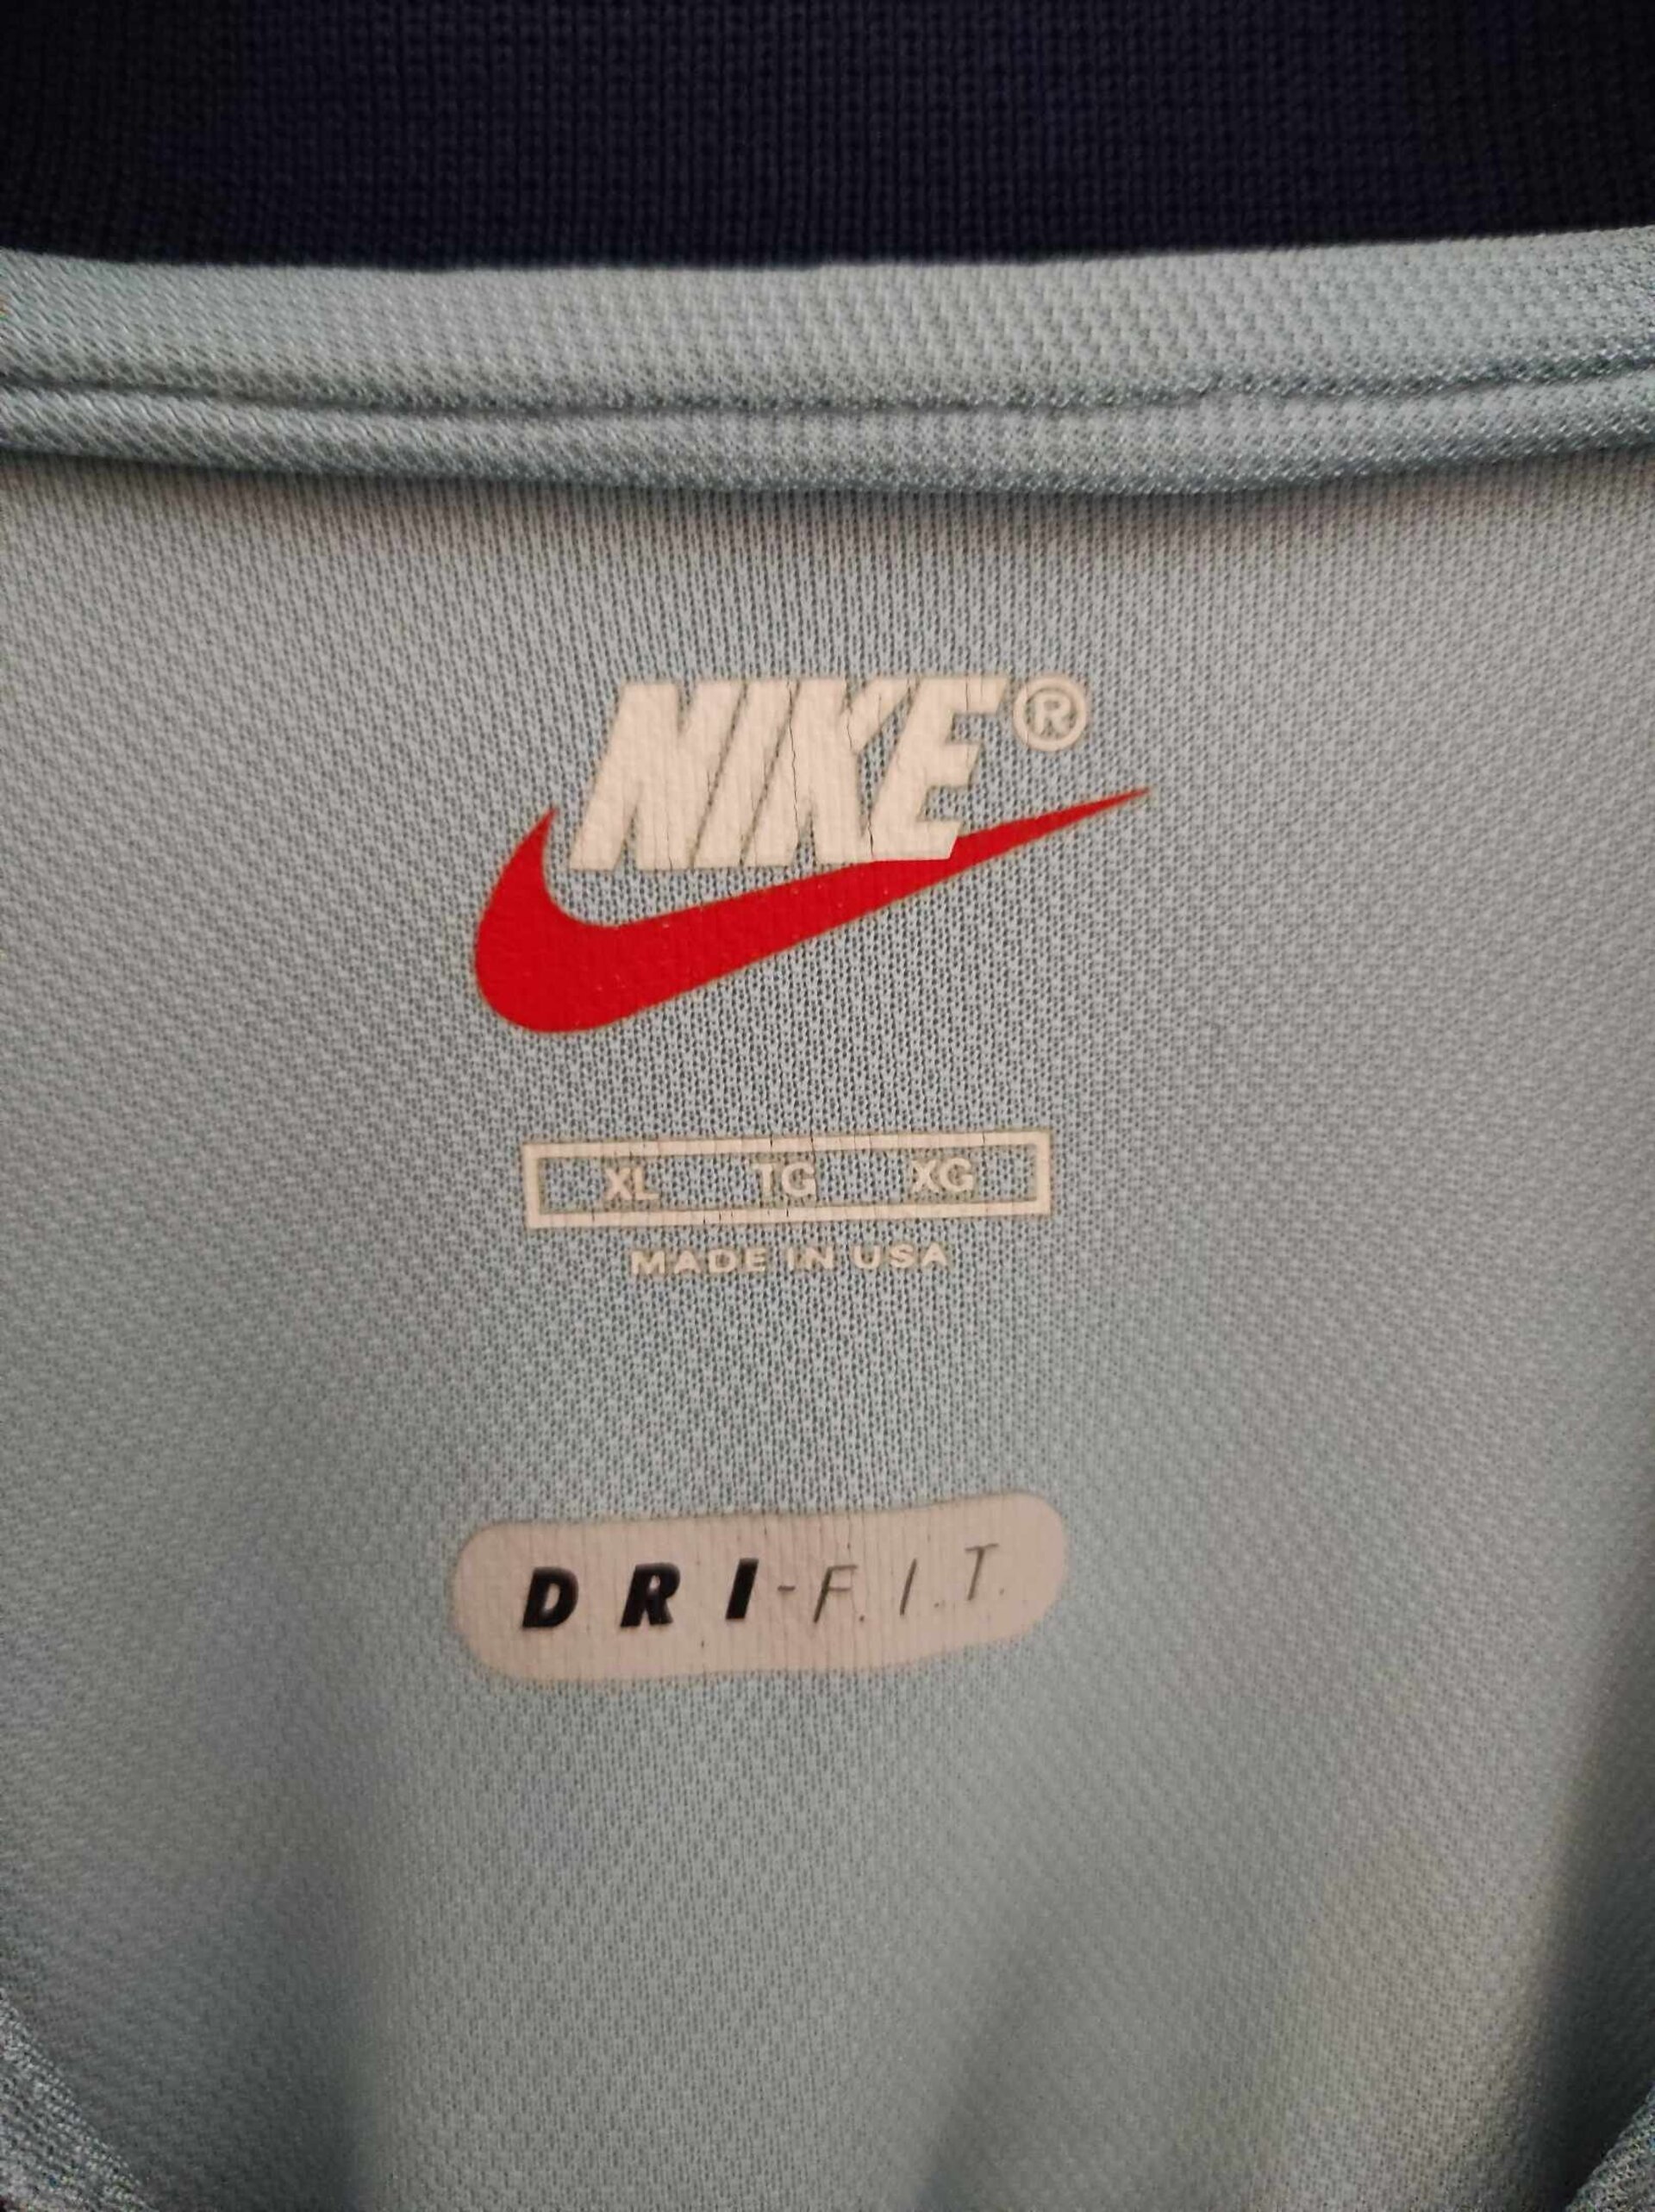 NIKE®
XL TG XG
MADE IN USA
DRI-F.I.T.